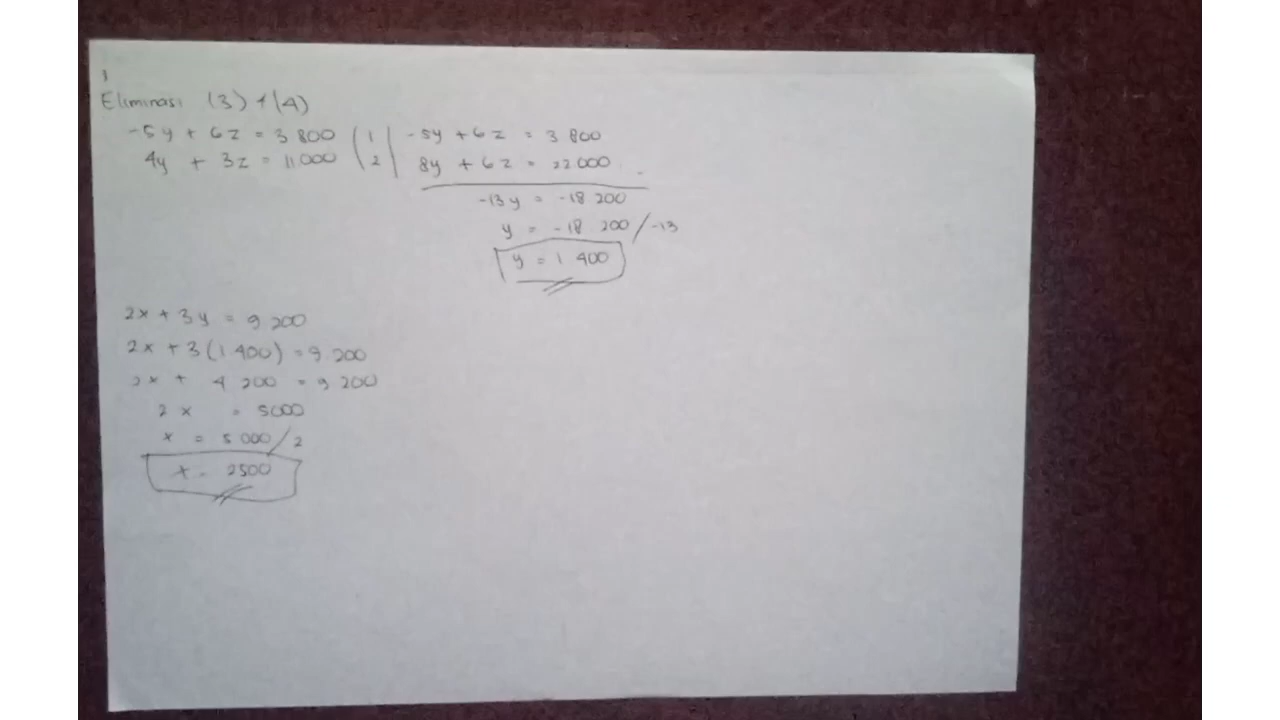 Eliminasi (3) & (4)
-5y + 6z = 3 800 | 1 | -5y + 6z = 3 800
4y + 3z = 11 000 | 2 | 8y + 6z = 22 000 -
-13y = -18 200
y = -18 200/-13
y = 1 400
2x + 3y = 9 200
2x + 3(1 400) = 9 200
2x + 4 200 = 9 200
2x = 5000
x = 5 000/2
x = 2500